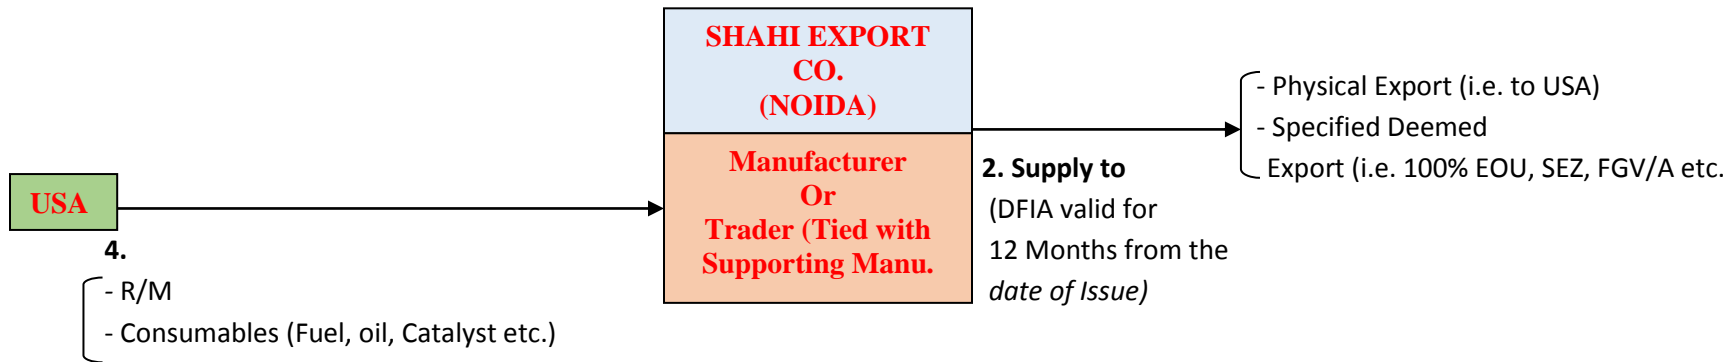 SHAHI EXPORT
CO.
(NOIDA)
Manufacturer
Or
Trader (Tied with
Supporting Manu.
USA
4.
- R/M
- Consumables (Fuel, oil, Catalyst etc.)
2. Supply to
(DFIA valid for
12 Months from the
date of Issue)
- Physical Export (i.e. to USA)
- Specified Deemed
Export (i.e. 100% EOU, SEZ, FGV/A etc.